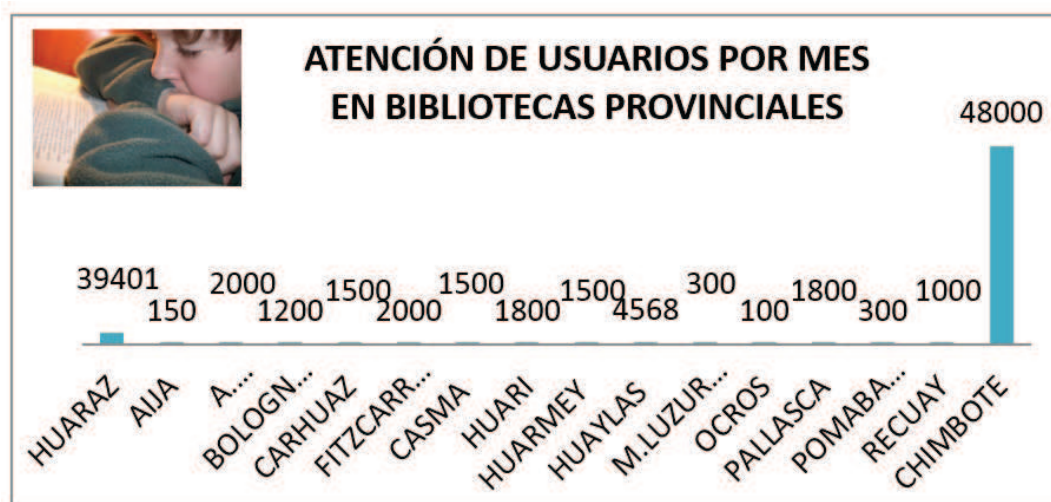 ATENCIÓN DE USUARIOS POR MES
EN BIBLIOTECAS PROVINCIALES
48000
39401
150
2000
1200
1500
2000
1500
1800
1500
4568
300
100
1800
300
1000
HUARAZ
AIJA
A....
BOLOGN...
CARHUAZ
FITZCARR...
CASMA
HUARI
HUARMEY
HUAYLAS
M.LUZUR...
OCROS
PALLASCA
POMABA...
RECUAY
CHIMBOTE